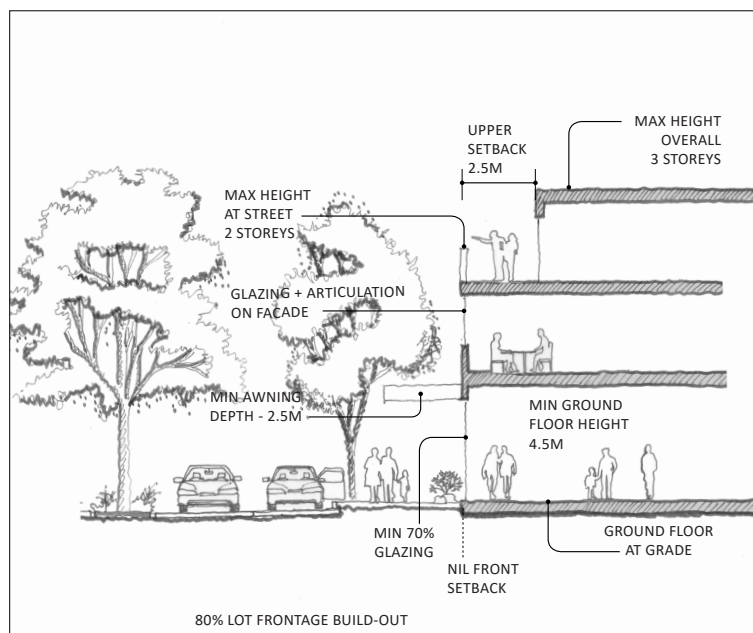 UPPER
SETBACK
2.5M
MAX HEIGHT
OVERALL
3 STOREYS
MAX HEIGHT
AT STREET
2 STOREYS
GLAZING + ARTICULATION
ON FACADE
MIN AWNING
DEPTH - 2.5M
MIN GROUND
FLOOR HEIGHT
4.5M
MIN 70%
GLAZING
GROUND FLOOR
AT GRADE
NIL FRONT
SETBACK
80% LOT FRONTAGE BUILD-OUT